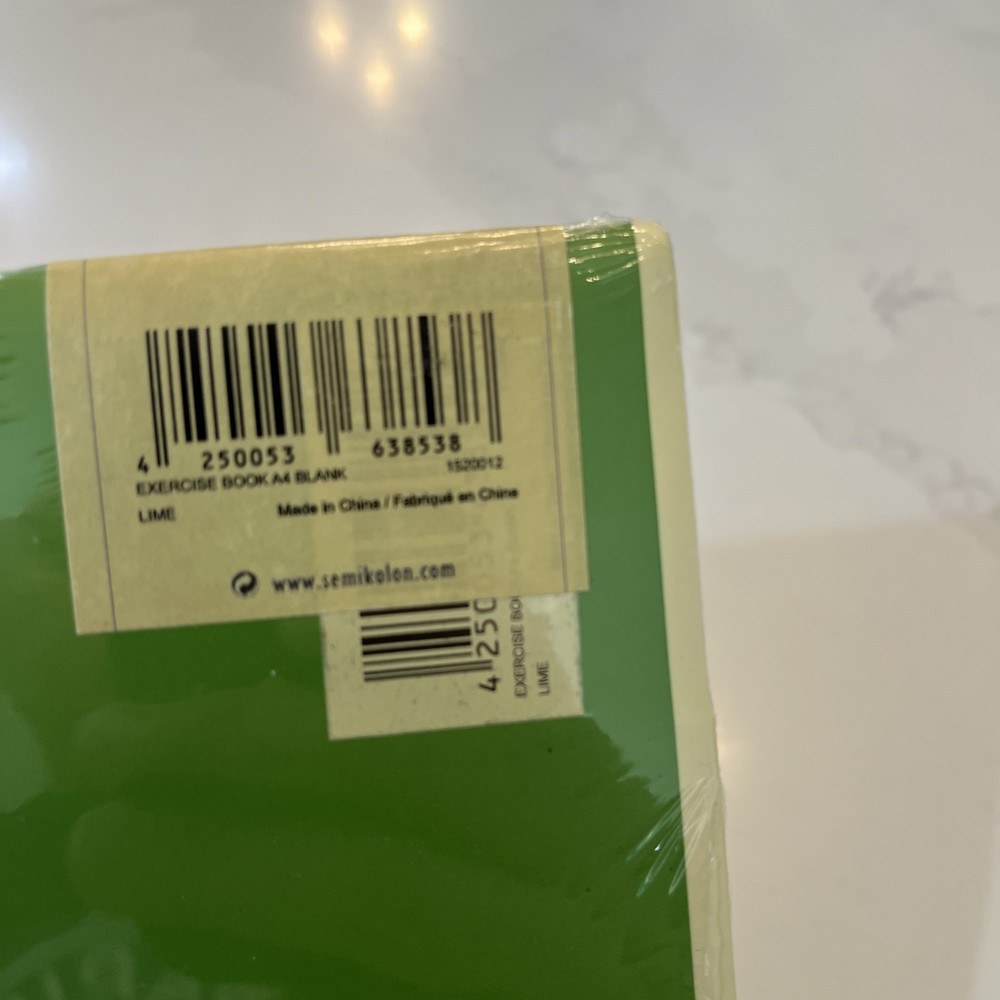 4 250053 638538
1520012
EXERCISE BOOK A4 BLANK
LIME Made in China / Fabriqué en Chine
www.semikolon.com
4 250053
EXERCISE BO
LIME